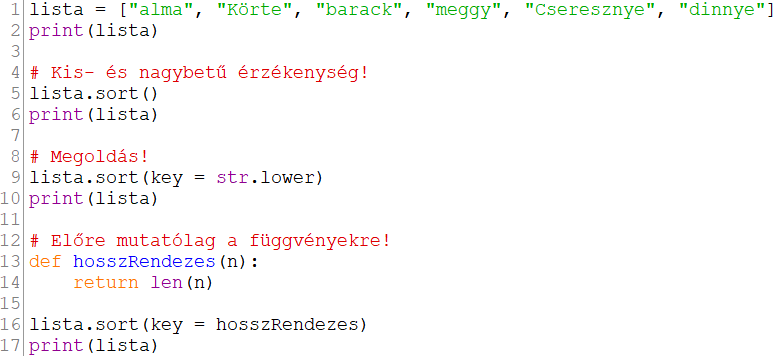 1 lista = ["alma", "Körte", "barack", "meggy", "Cseresznye", "dinnye"]
2 print(lista)
3
4 # Kis- és nagybetű érzékenység!
5 lista.sort()
6 print(lista)
7
8 # Megoldás!
9 lista.sort(key = str.lower)
10 print(lista)
11
12 # Előre mutatólag a függvényekre!
13 def hosszRendezes(n):
14     return len(n)
15
16 lista.sort(key = hosszRendezes)
17 print(lista)